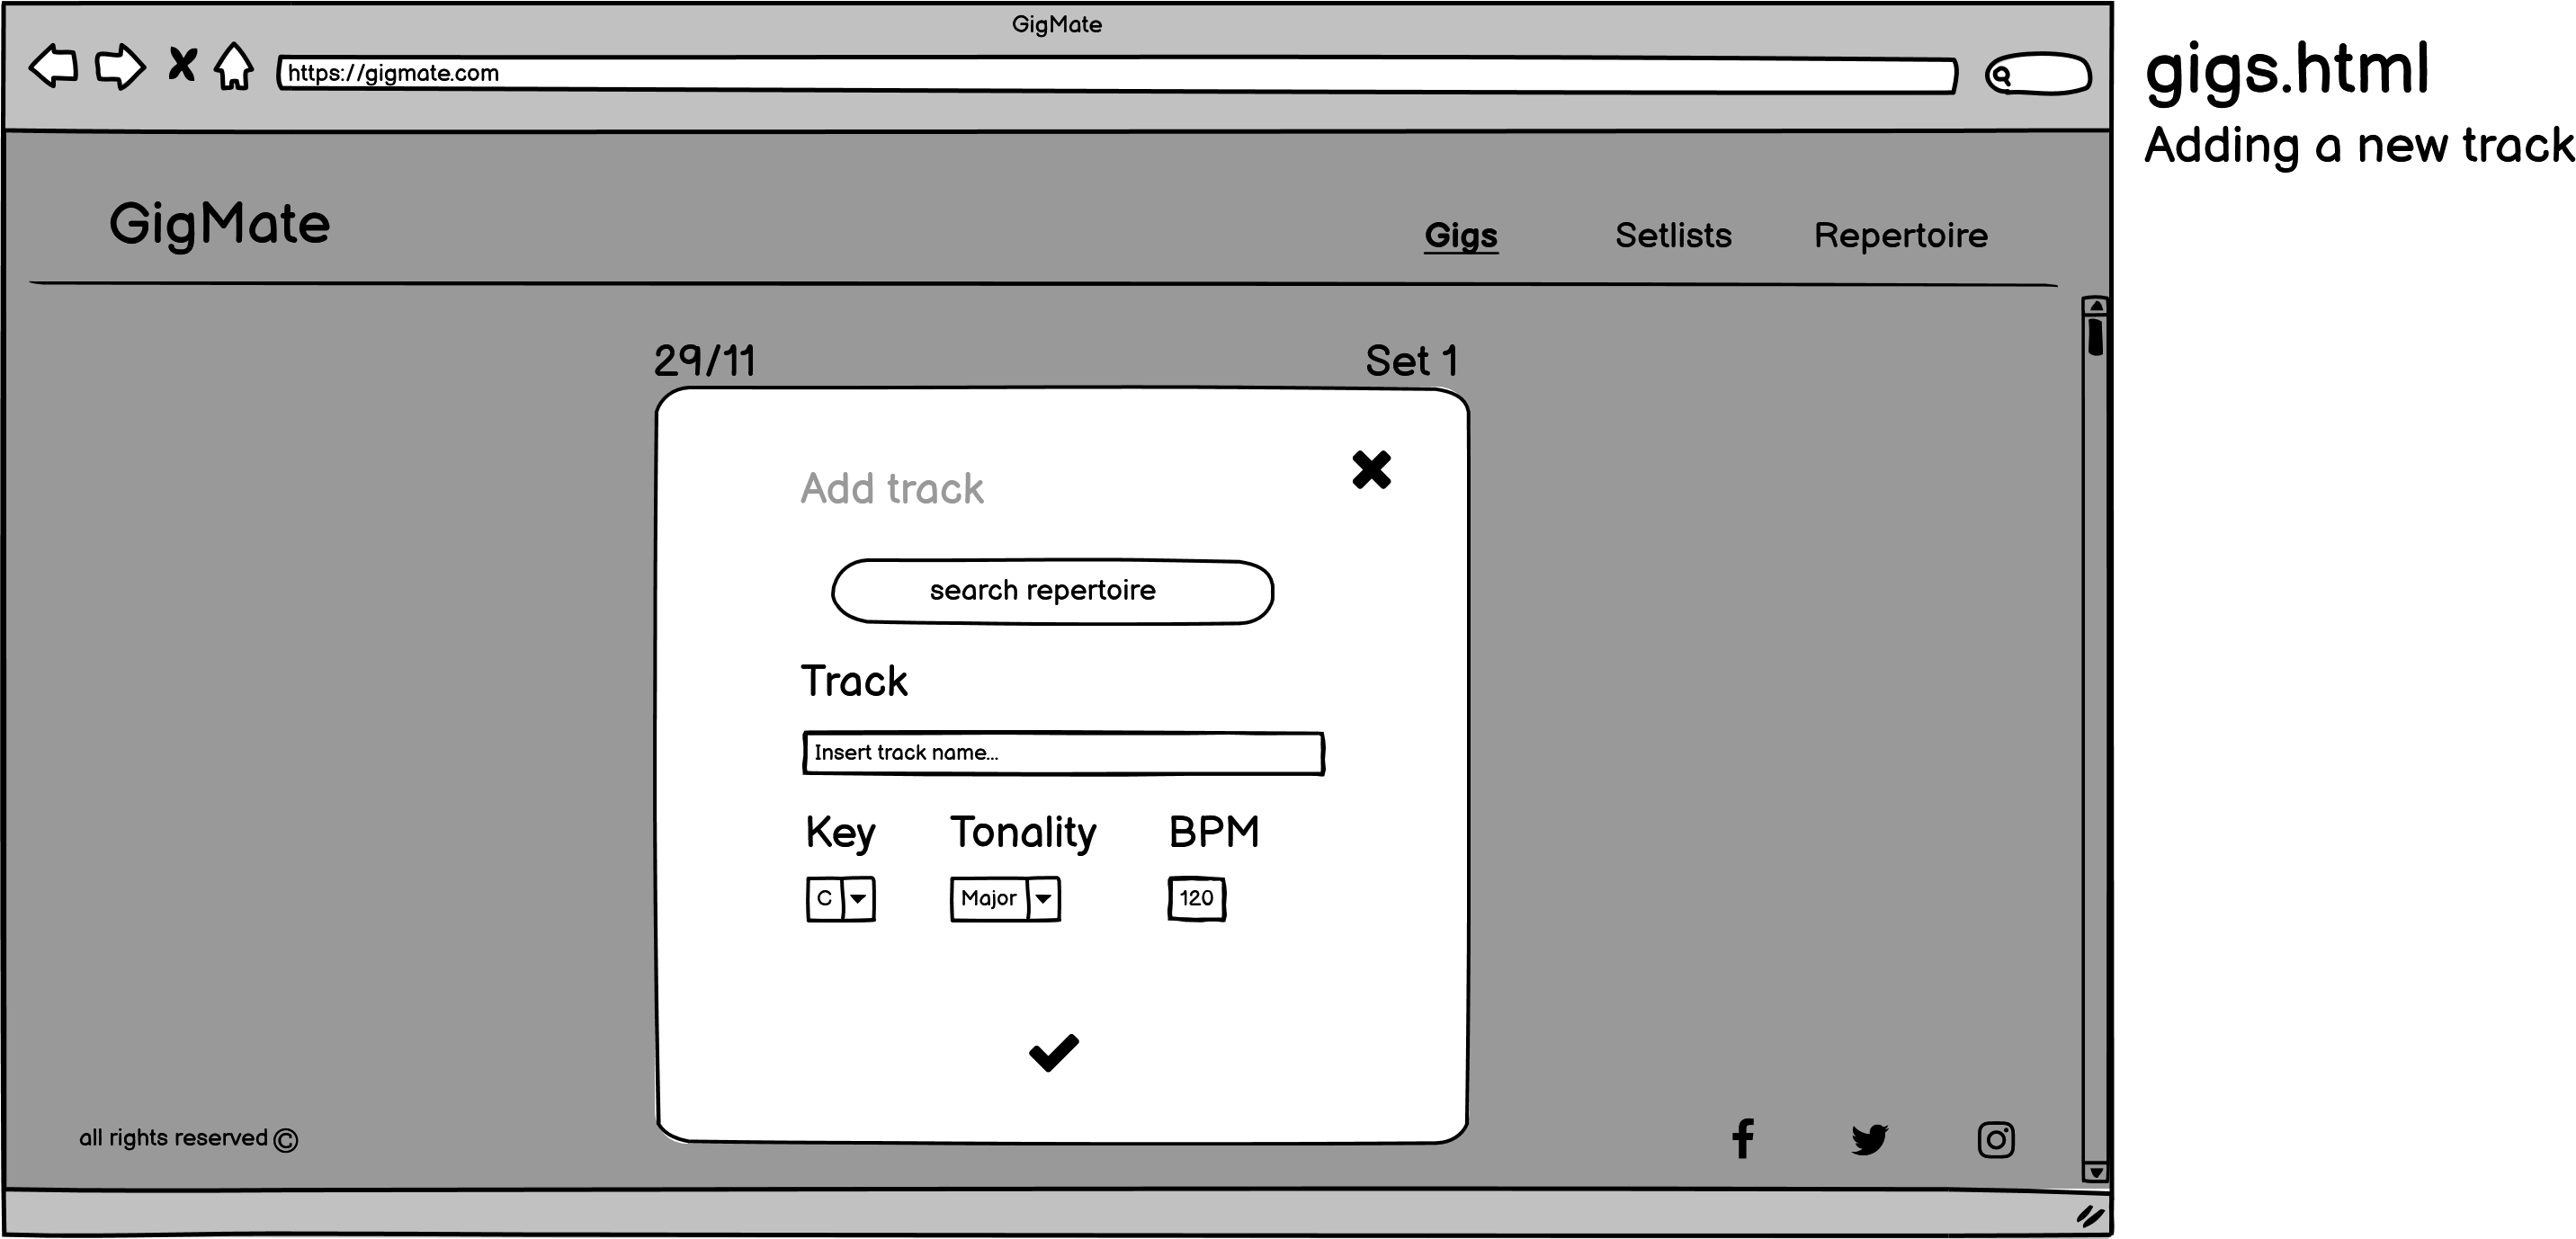 GigMate
https://gigmate.com
gigs.html
Adding a new track
GigMate
Gigs Setlists Repertoire
29/11 Set 1
Add track
search repertoire
Track
Insert track name...
Key Tonality BPM
C Major 120
all rights reserved ©